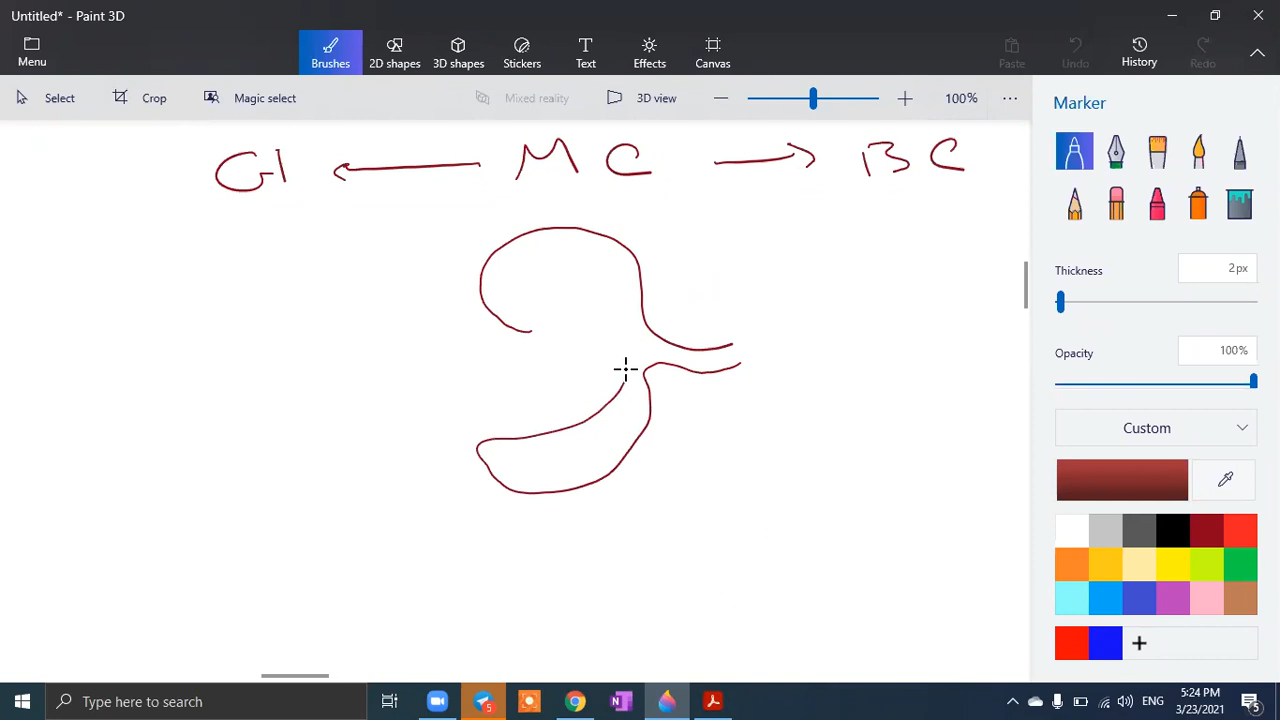 Untitled* - Paint 3D
Menu
Brushes
2D shapes
3D shapes
Stickers
Text
Effects
Canvas
Paste
Undo
History
Redo
Select
Crop
Magic select
Mixed reality
3D view
100%
Marker
GI ← MC → BC
Thickness
2px
Opacity
100%
Custom
Type here to search
5
ENG
5:24 PM
3/23/2021
5